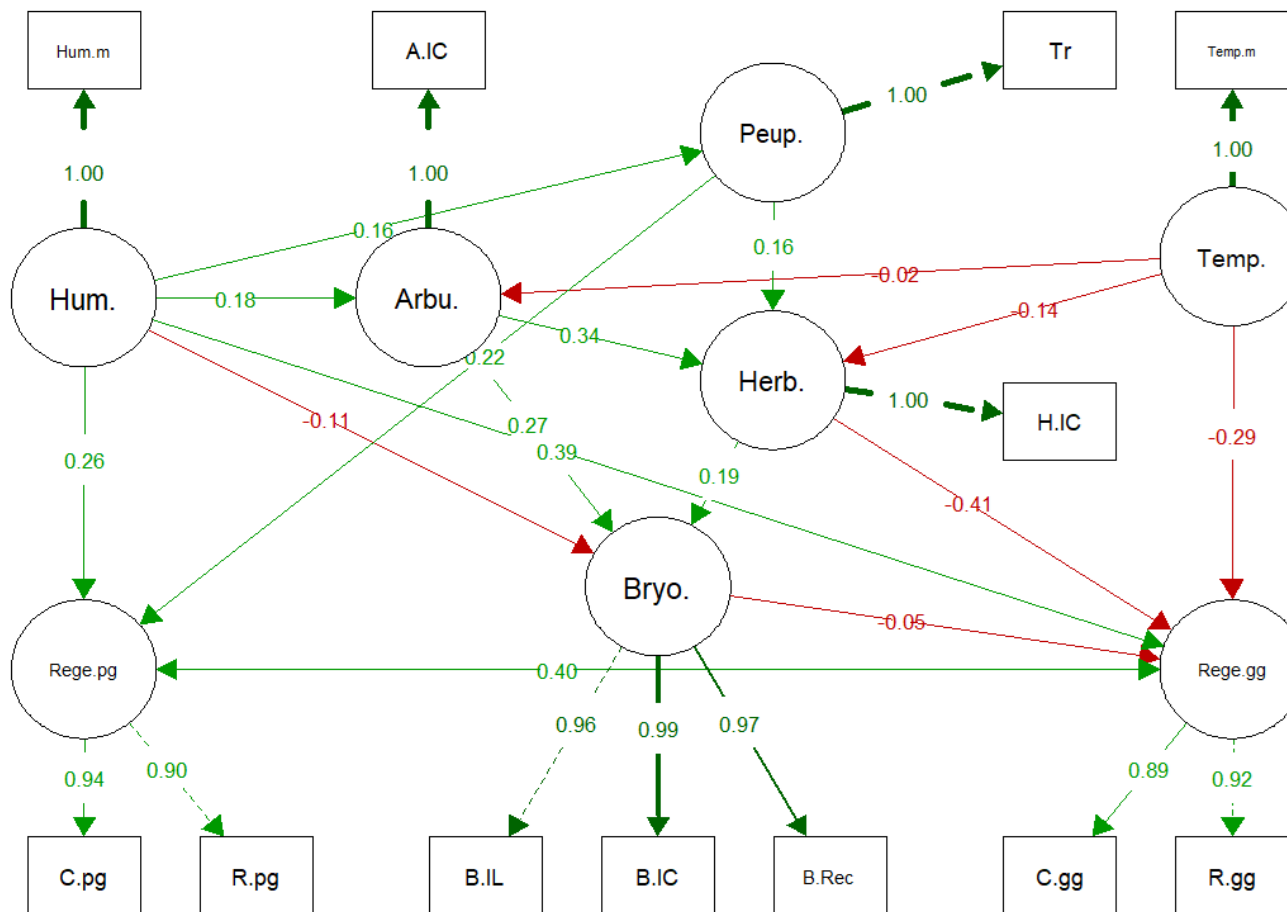 Hum.m
A.IC
Tr
Temp.m
1.00
1.00
1.00
1.00
Peup.
Hum.
Arbu.
Temp.
Herb.
0.16
0.16
0.18
-0.02
-0.14
0.34
0.22
1.00
H.IC
-0.11
0.27
0.39
0.26
0.19
-0.29
-0.41
Bryo.
-0.05
Rege.pg
0.40
Rege.gg
0.94
0.90
0.96
0.99
0.97
0.89
0.92
C.pg
R.pg
B.IL
B.IC
B.Rec
C.gg
R.gg